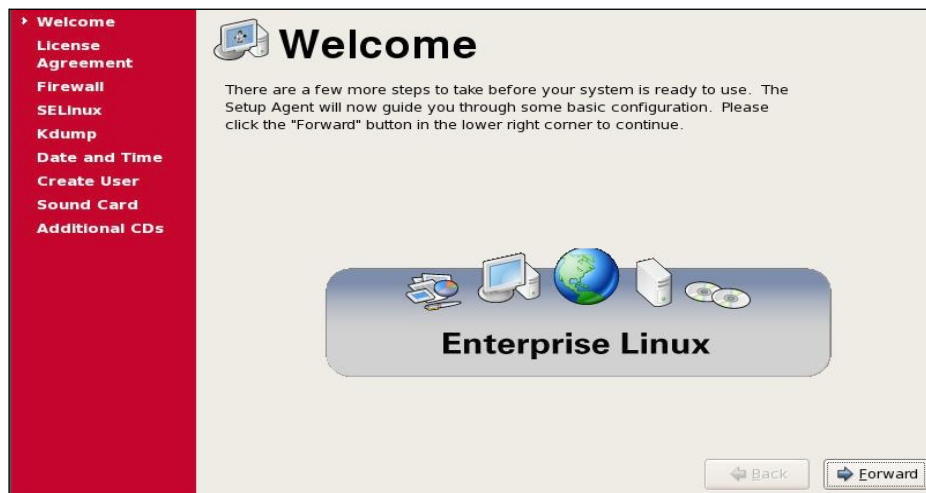 Welcome
License
Agreement
Firewall
SELinux
Kdump
Date and Time
Create User
Sound Card
Additional CDs
Welcome
There are a few more steps to take before your system is ready to use.  The
Setup Agent will now guide you through some basic configuration.  Please
click the "Forward" button in the lower right corner to continue.
Enterprise Linux
Back
Forward